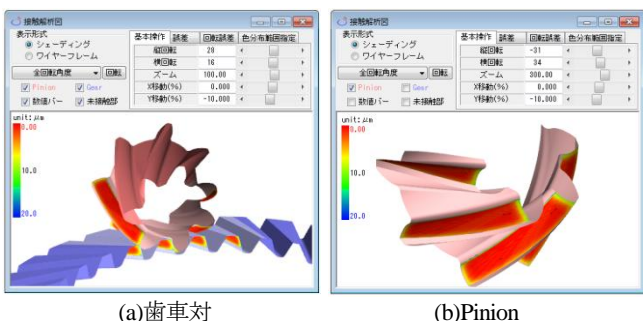 接触解析図
表示形式
シェーディング
ワイヤーフレーム
全回転角度 回転
Pinion Gear
数値バー 未接触部
基本操作 誤差 回転誤差 色分布範囲指定
縦回転 28
横回転 16
ズーム 100.00
X移動(%) 0.000
Y移動(%) -10.000
unit:μm
0.00
10.0
20.0
(a)歯車対
接触解析図
表示形式
シェーディング
ワイヤーフレーム
全回転角度 回転
Pinion Gear
数値バー 未接触部
基本操作 誤差 回転誤差 色分布範囲指定
縦回転 -31
横回転 34
ズーム 300.00
X移動(%) 0.000
Y移動(%) -10.000
unit:μm
0.00
10.0
20.0
(b)Pinion